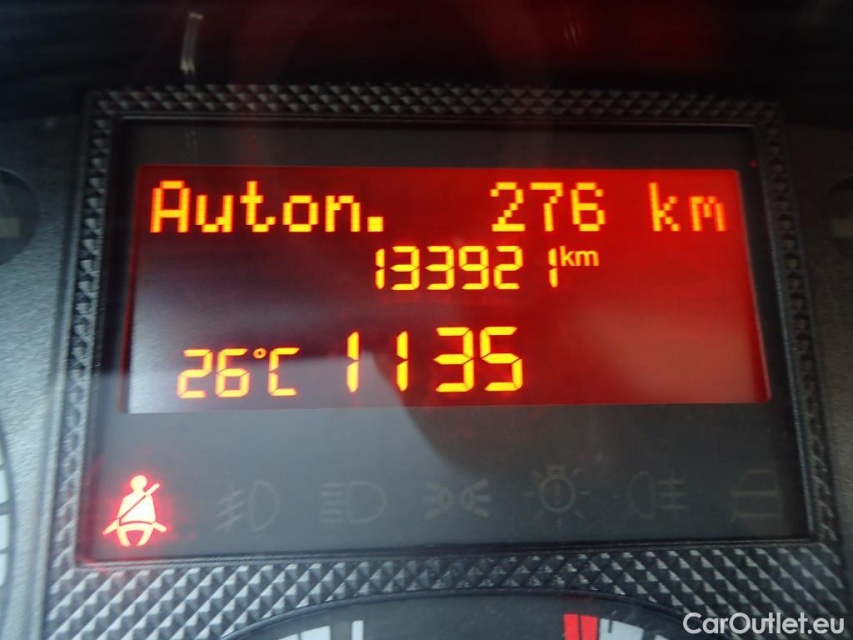 Auton. 276 km
133921 km
26°C 1135
CarOutlet.eu